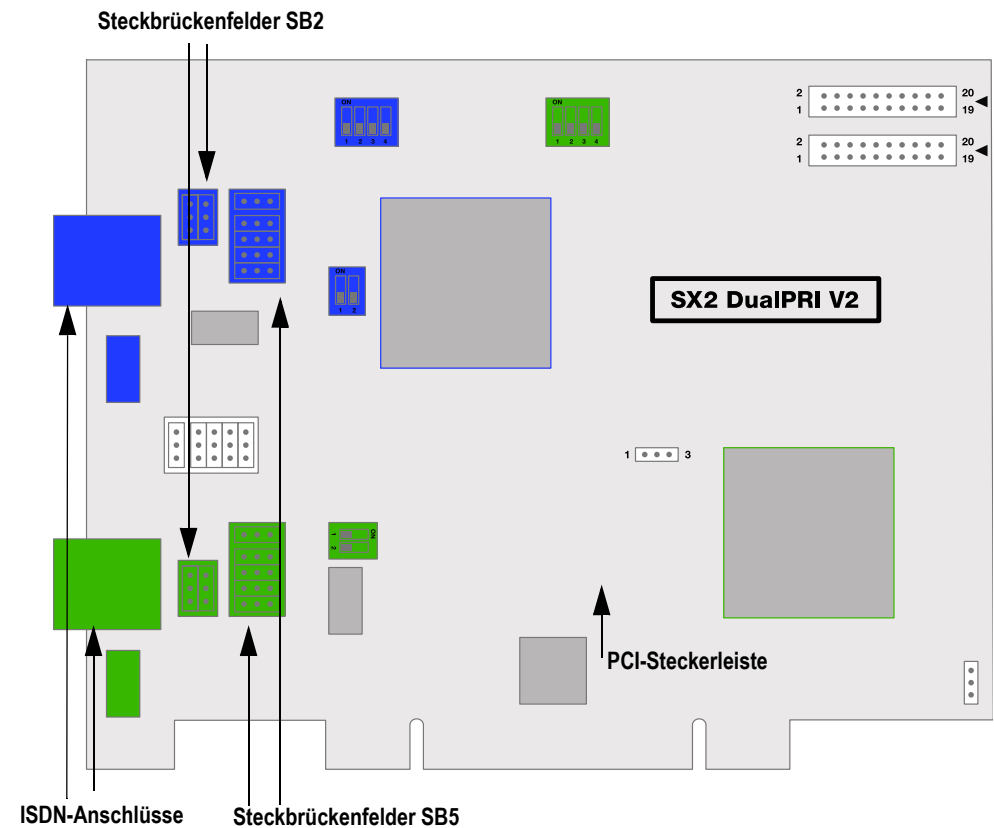 Steckbrückenfelder SB2
ON
1 2 3 4
ON
1 2 3 4
2 20
1 19
2 20
1 19
ON
1 2
SX2 DualPRI V2
1 3
ON
1
2
PCI-Steckerleiste
ISDN-Anschlüsse
Steckbrückenfelder SB5